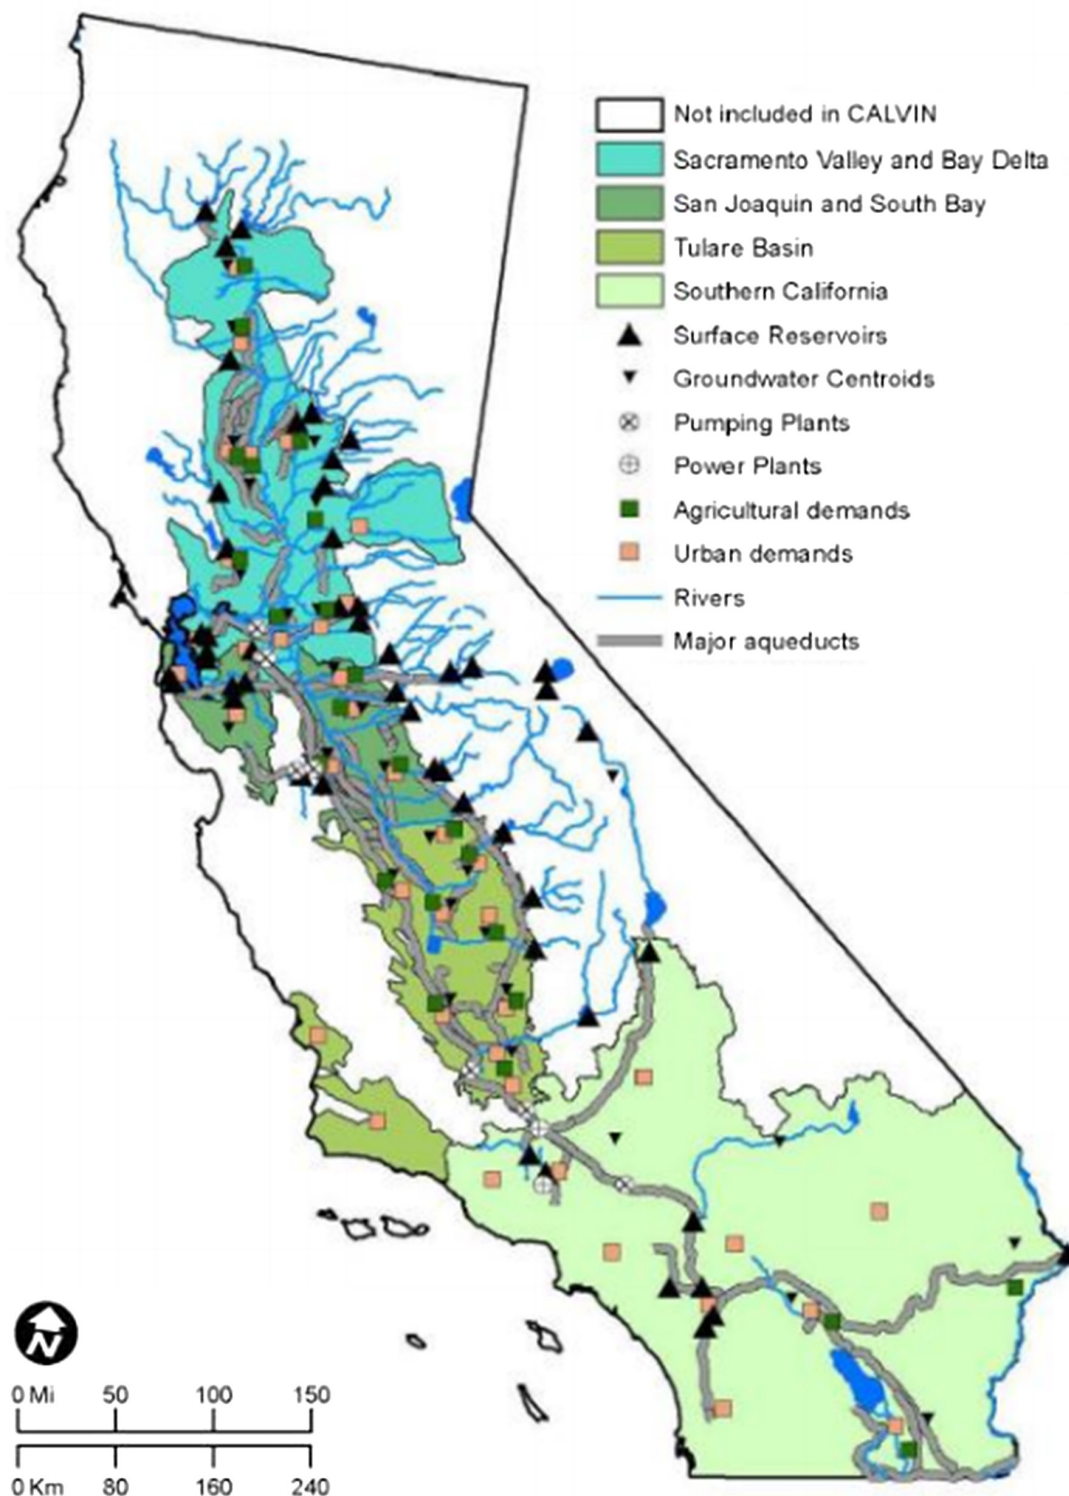 Not included in CALVIN
Sacramento Valley and Bay Delta
San Joaquin and South Bay
Tulare Basin
Southern California
Surface Reservoirs
Groundwater Centroids
Pumping Plants
Power Plants
Agricultural demands
Urban demands
Rivers
Major aqueducts
N
0 Mi 50 100 150
0 Km 80 160 240